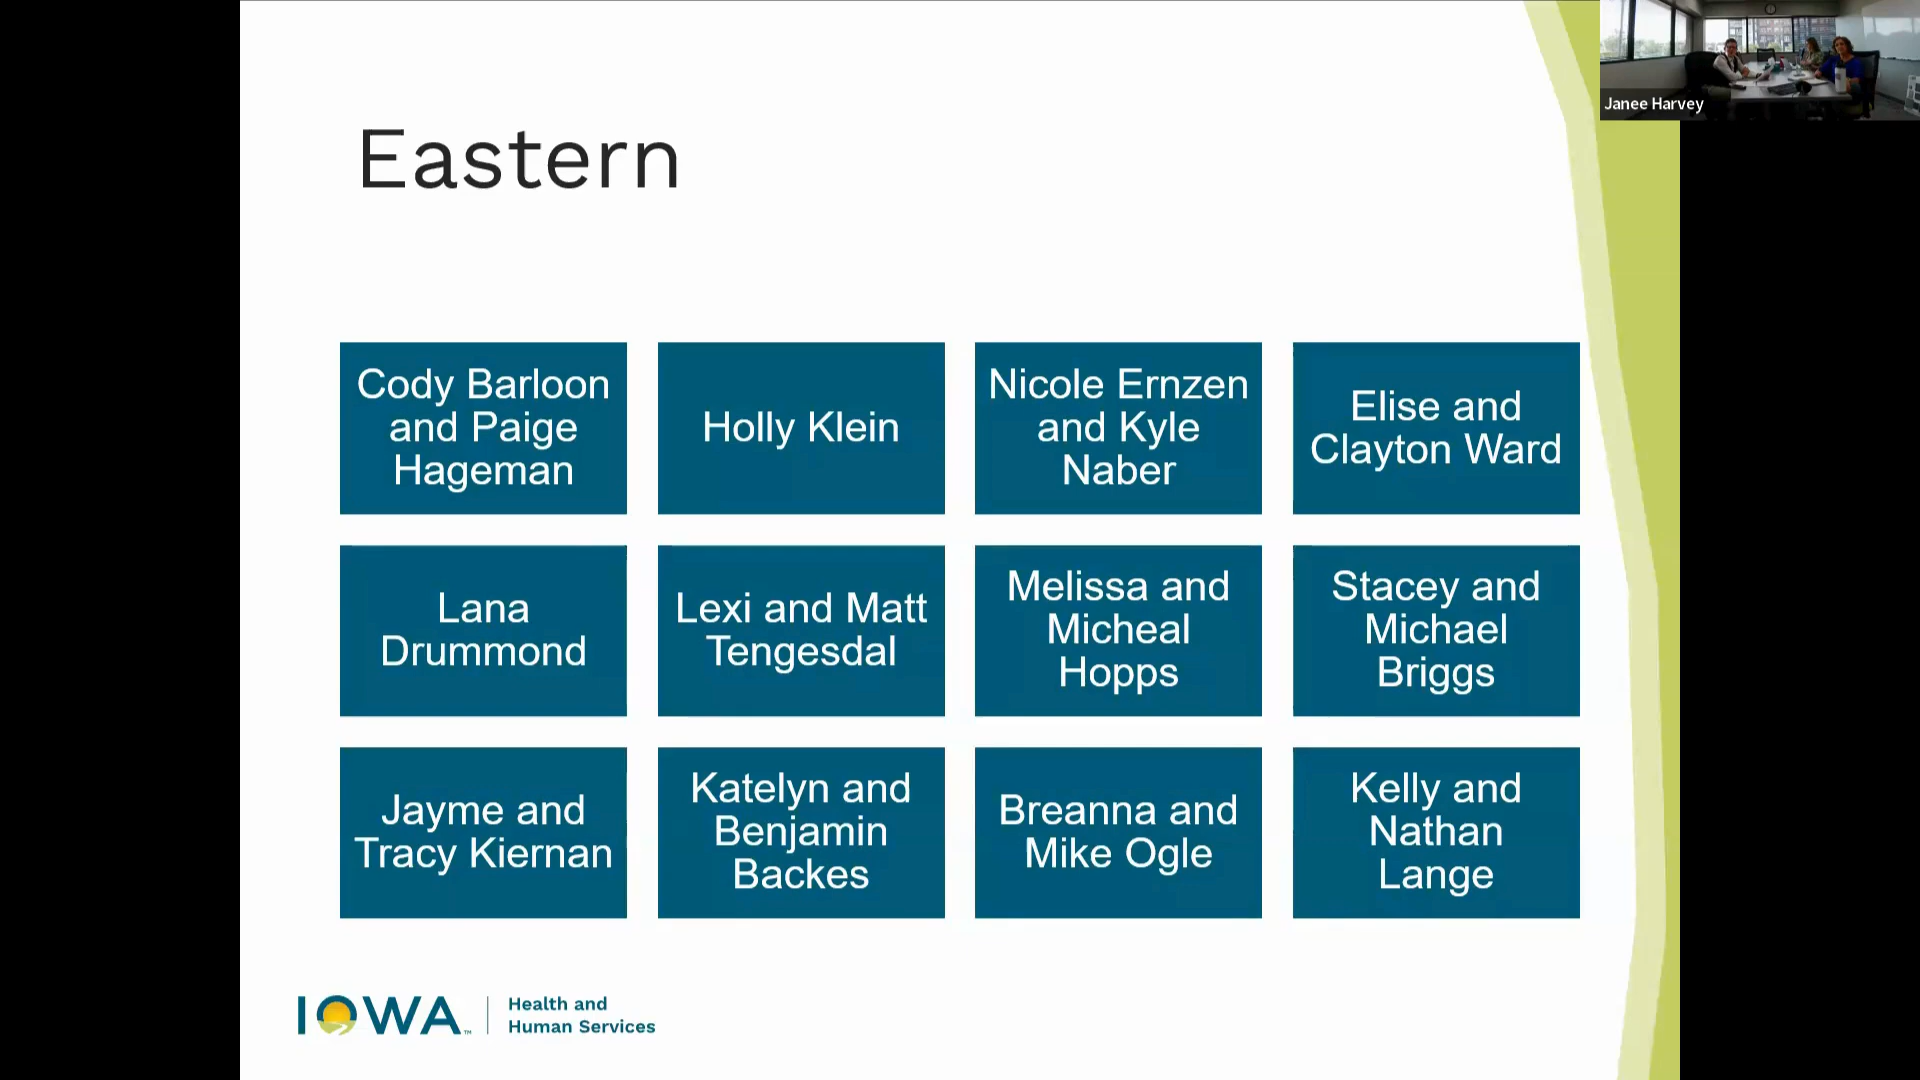 Janee Harvey
Eastern
Cody Barloon
and Paige
Hageman
Holly Klein
Nicole Ernzen
and Kyle
Naber
Elise and
Clayton Ward
Lana
Drummond
Lexi and Matt
Tengesdal
Melissa and
Micheal
Hopps
Stacey and
Michael
Briggs
Jayme and
Tracy Kiernan
Katelyn and
Benjamin
Backes
Breanna and
Mike Ogle
Kelly and
Nathan
Lange
IOWA™
Health and
Human Services